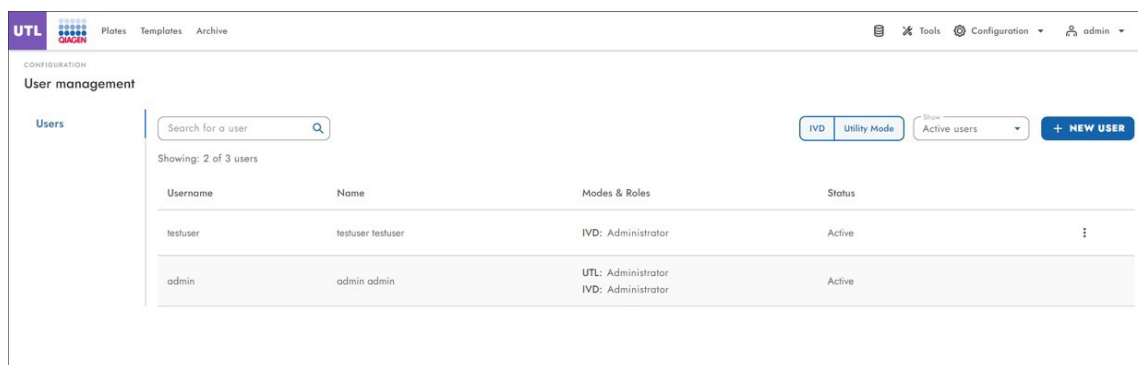 UTL QIAGEN Plates Templates Archive Tools Configuration admin
CONFIGURATION
User management
Users
Search for a user
IVD Utility Mode
Show
Active users
+ NEW USER
Showing: 2 of 3 users
Username Name Modes & Roles Status
testuser testuser testuser IVD: Administrator Active
admin admin admin UTL: Administrator Active
IVD: Administrator